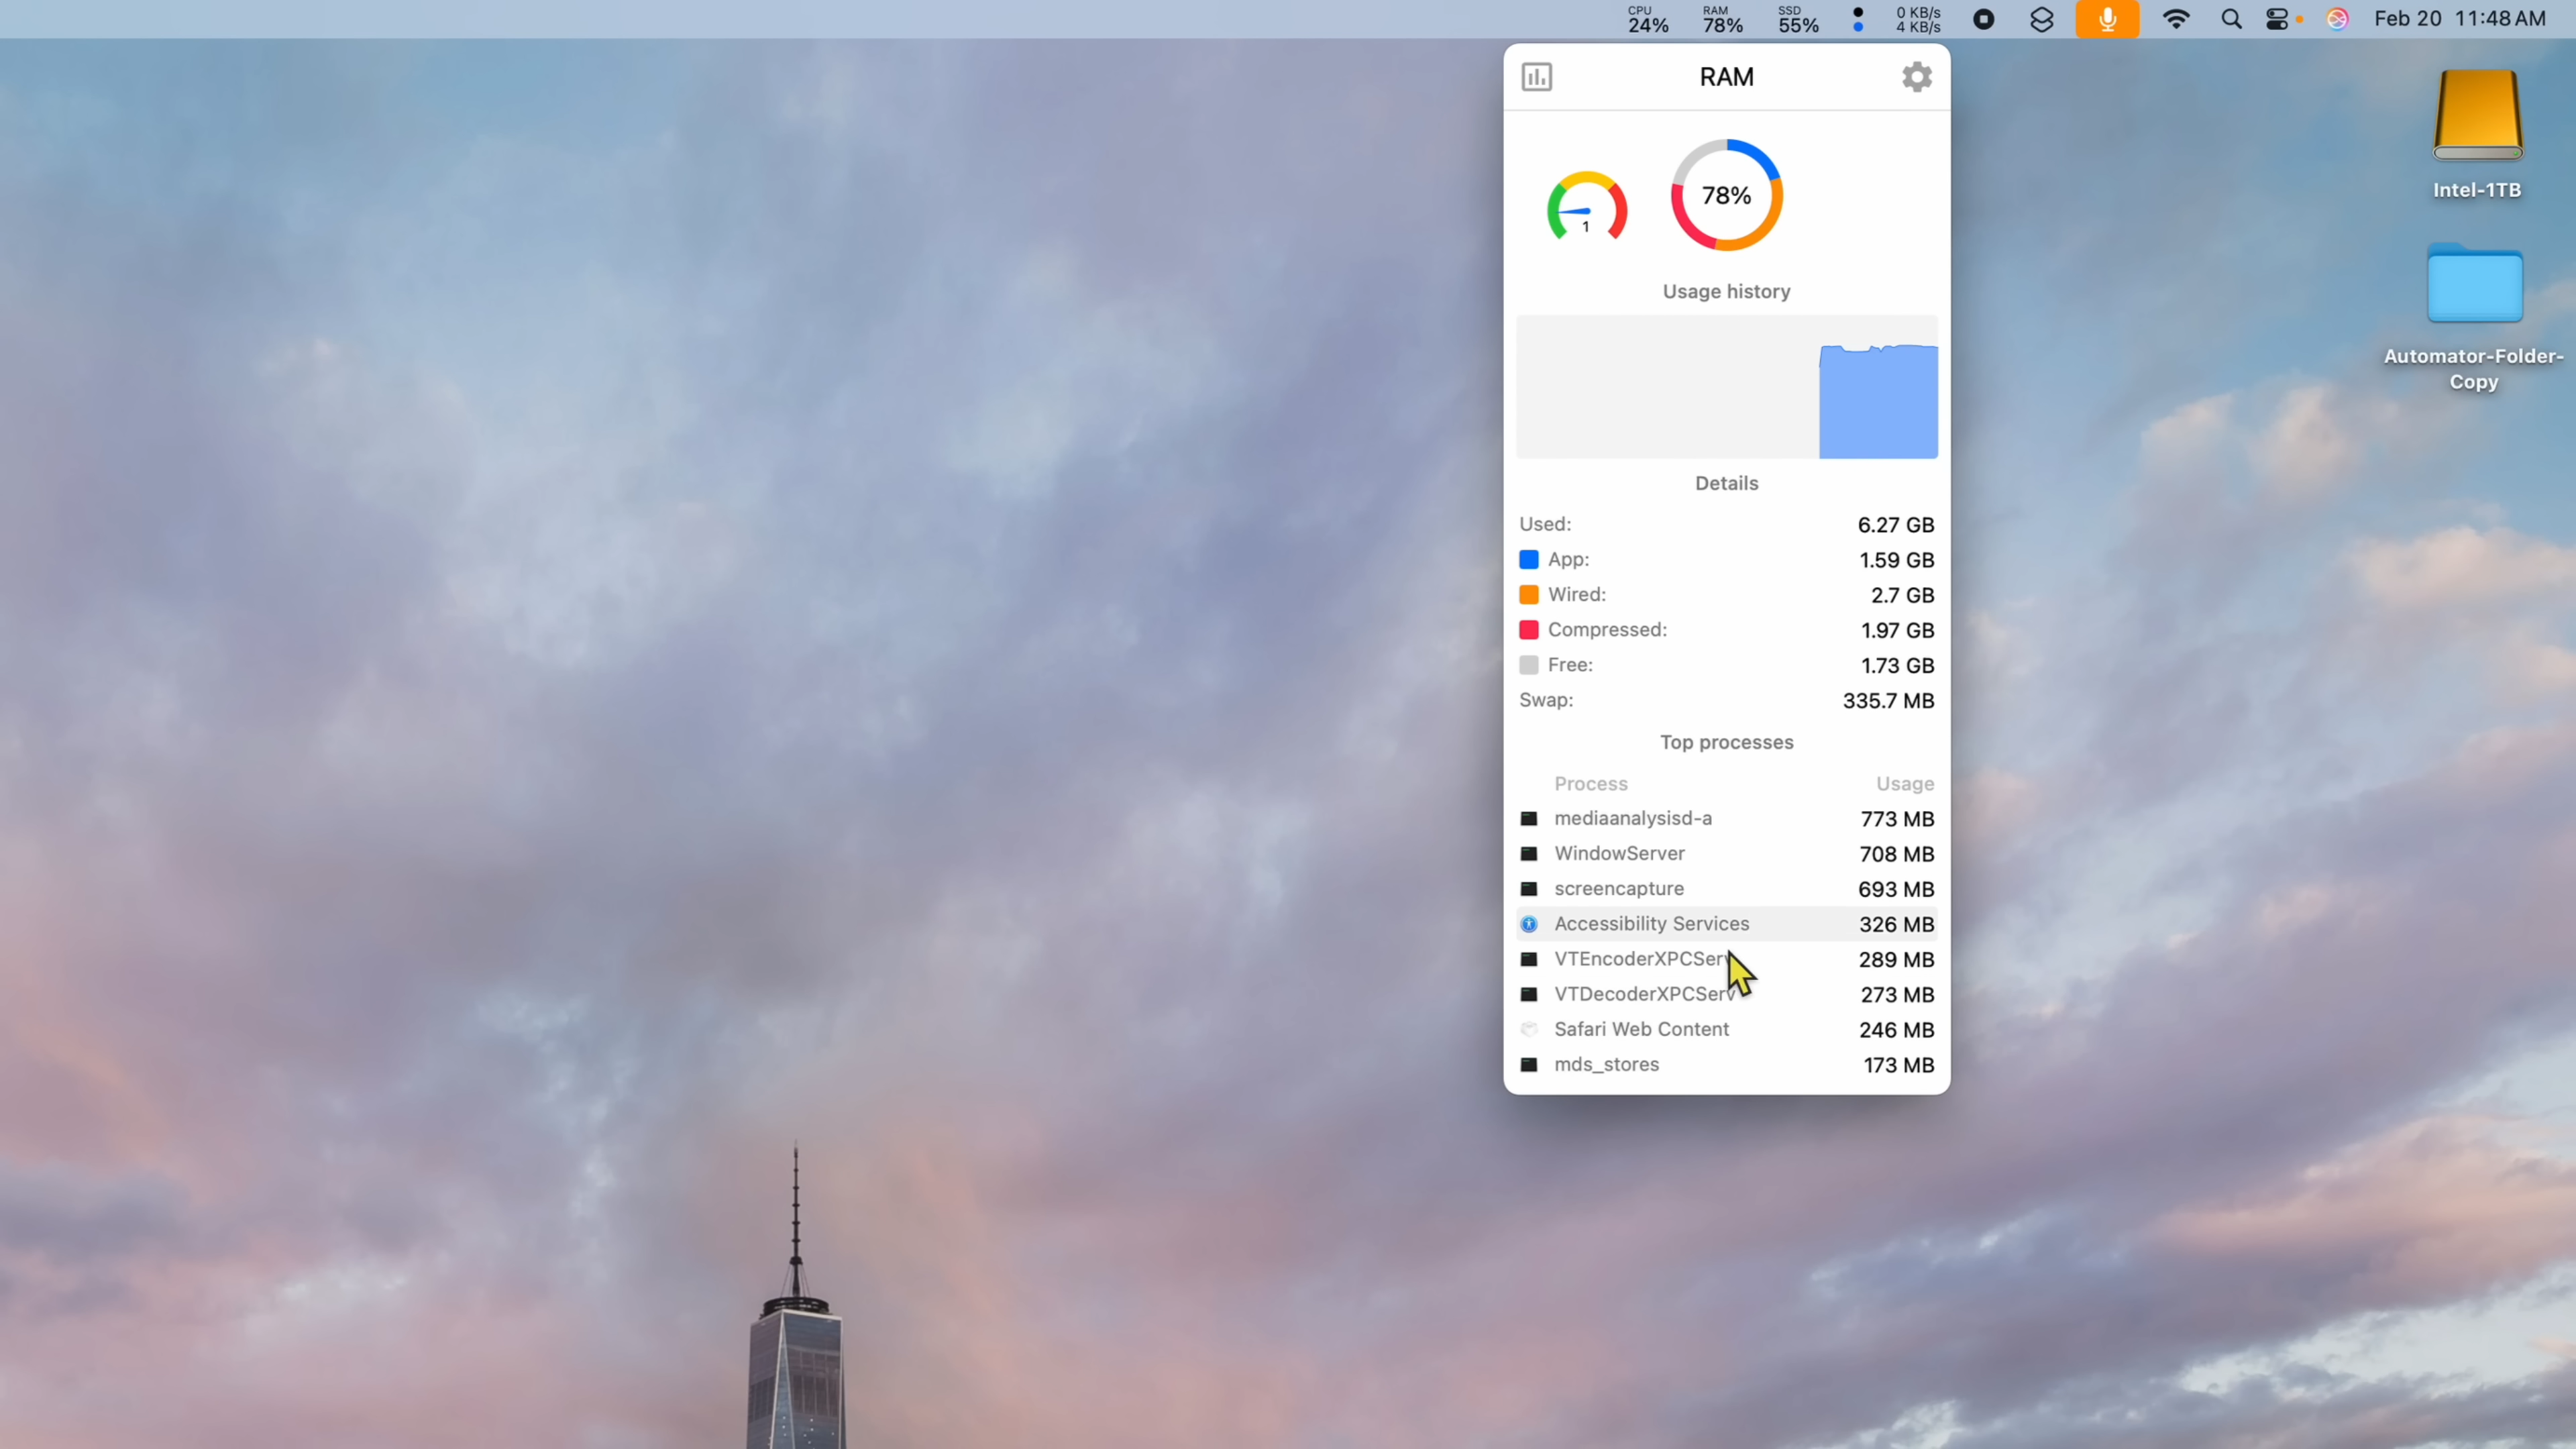 CPU
24%
RAM
78%
SSD
55%
0 KB/s
4 KB/s
Feb 20 11:48 AM
RAM
1
78%
Usage history
Details
Used: 6.27 GB
App: 1.59 GB
Wired: 2.7 GB
Compressed: 1.97 GB
Free: 1.73 GB
Swap: 335.7 MB
Top processes
Process Usage
mediaanalysisd-a 773 MB
WindowServer 708 MB
screencapture 693 MB
Accessibility Services 326 MB
VTEncoderXPCServ 289 MB
VTDecoderXPCServ 273 MB
Safari Web Content 246 MB
mds_stores 173 MB
Intel-1TB
Automator-Folder-
Copy